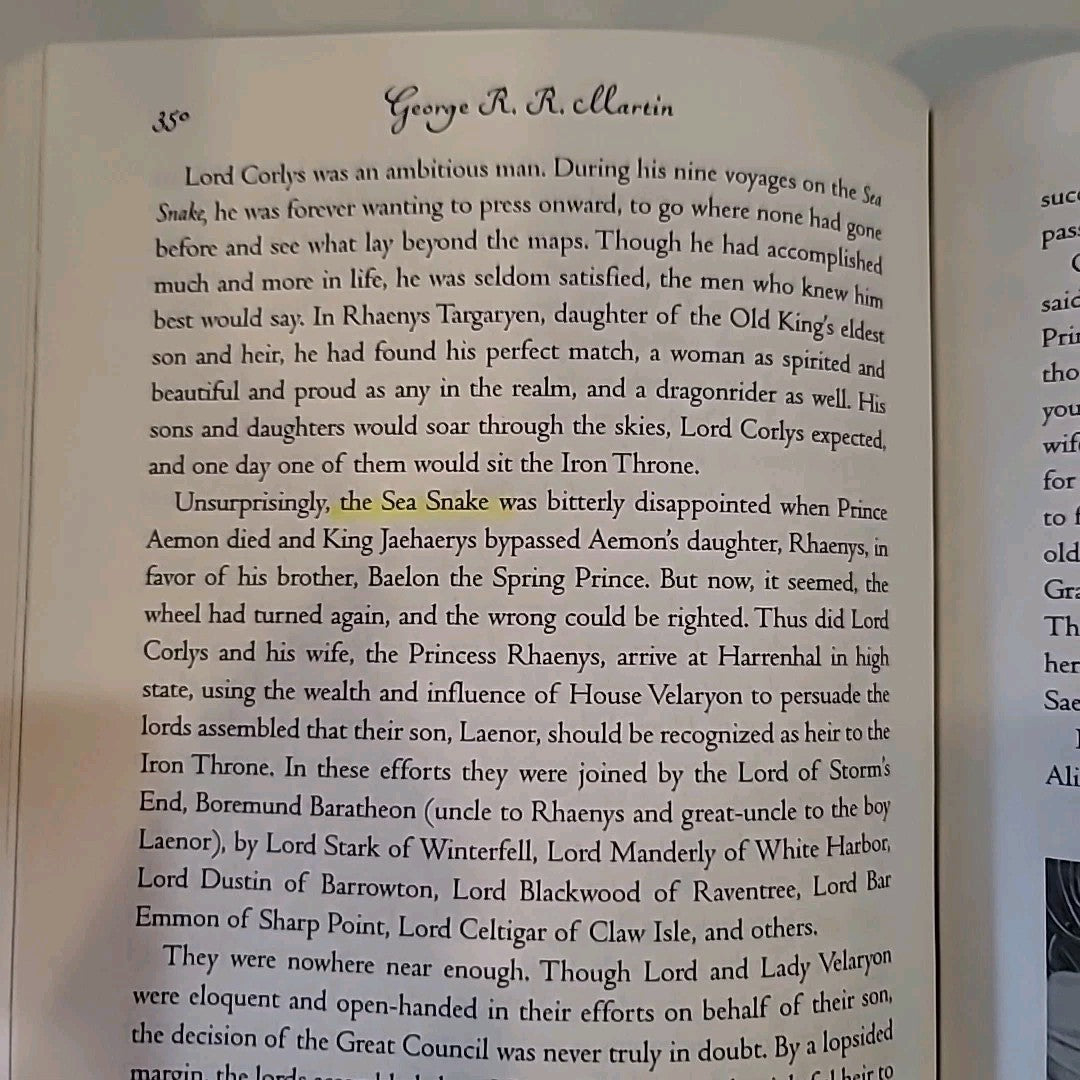 350
George R. R. Martin
Lord Corlys was an ambitious man. During his nine voyages on the Sea
Snake, he was forever wanting to press onward, to go where none had gone
before and see what lay beyond the maps. Though he had accomplished
much and more in life, he was seldom satisfied, the men who knew him
best would say. In Rhaenys Targaryen, daughter of the Old King's eldest
son and heir, he had found his perfect match, a woman as spirited and
beautiful and proud as any in the realm, and a dragonrider as well. His
sons and daughters would soar through the skies, Lord Corlys expected,
and one day one of them would sit the Iron Throne.
Unsurprisingly, the Sea Snake was bitterly disappointed when Prince
Aemon died and King Jaehaerys bypassed Aemon's daughter, Rhaenys, in
favor of his brother, Baelon the Spring Prince. But now, it seemed, the
wheel had turned again, and the wrong could be righted. Thus did Lord
Corlys and his wife, the Princess Rhaenys, arrive at Harrenhal in high
state, using the wealth and influence of House Velaryon to persuade the
lords assembled that their son, Laenor, should be recognized as heir to the
Iron Throne. In these efforts they were joined by the Lord of Storm's
End, Boremund Baratheon (uncle to Rhaenys and great-uncle to the boy
Laenor), by Lord Stark of Winterfell, Lord Manderly of White Harbor,
Lord Dustin of Barrowton, Lord Blackwood of Raventree, Lord Bar
Emmon of Sharp Point, Lord Celtigar of Claw Isle, and others.
They were nowhere near enough. Though Lord and Lady Velaryon
were eloquent and open-handed in their efforts on behalf of their son,
the decision of the Great Council was never truly in doubt. By a lopsided
margin, the lords
heir to
said
tho
you
for
to f
old
Th
her
Sae
Ali